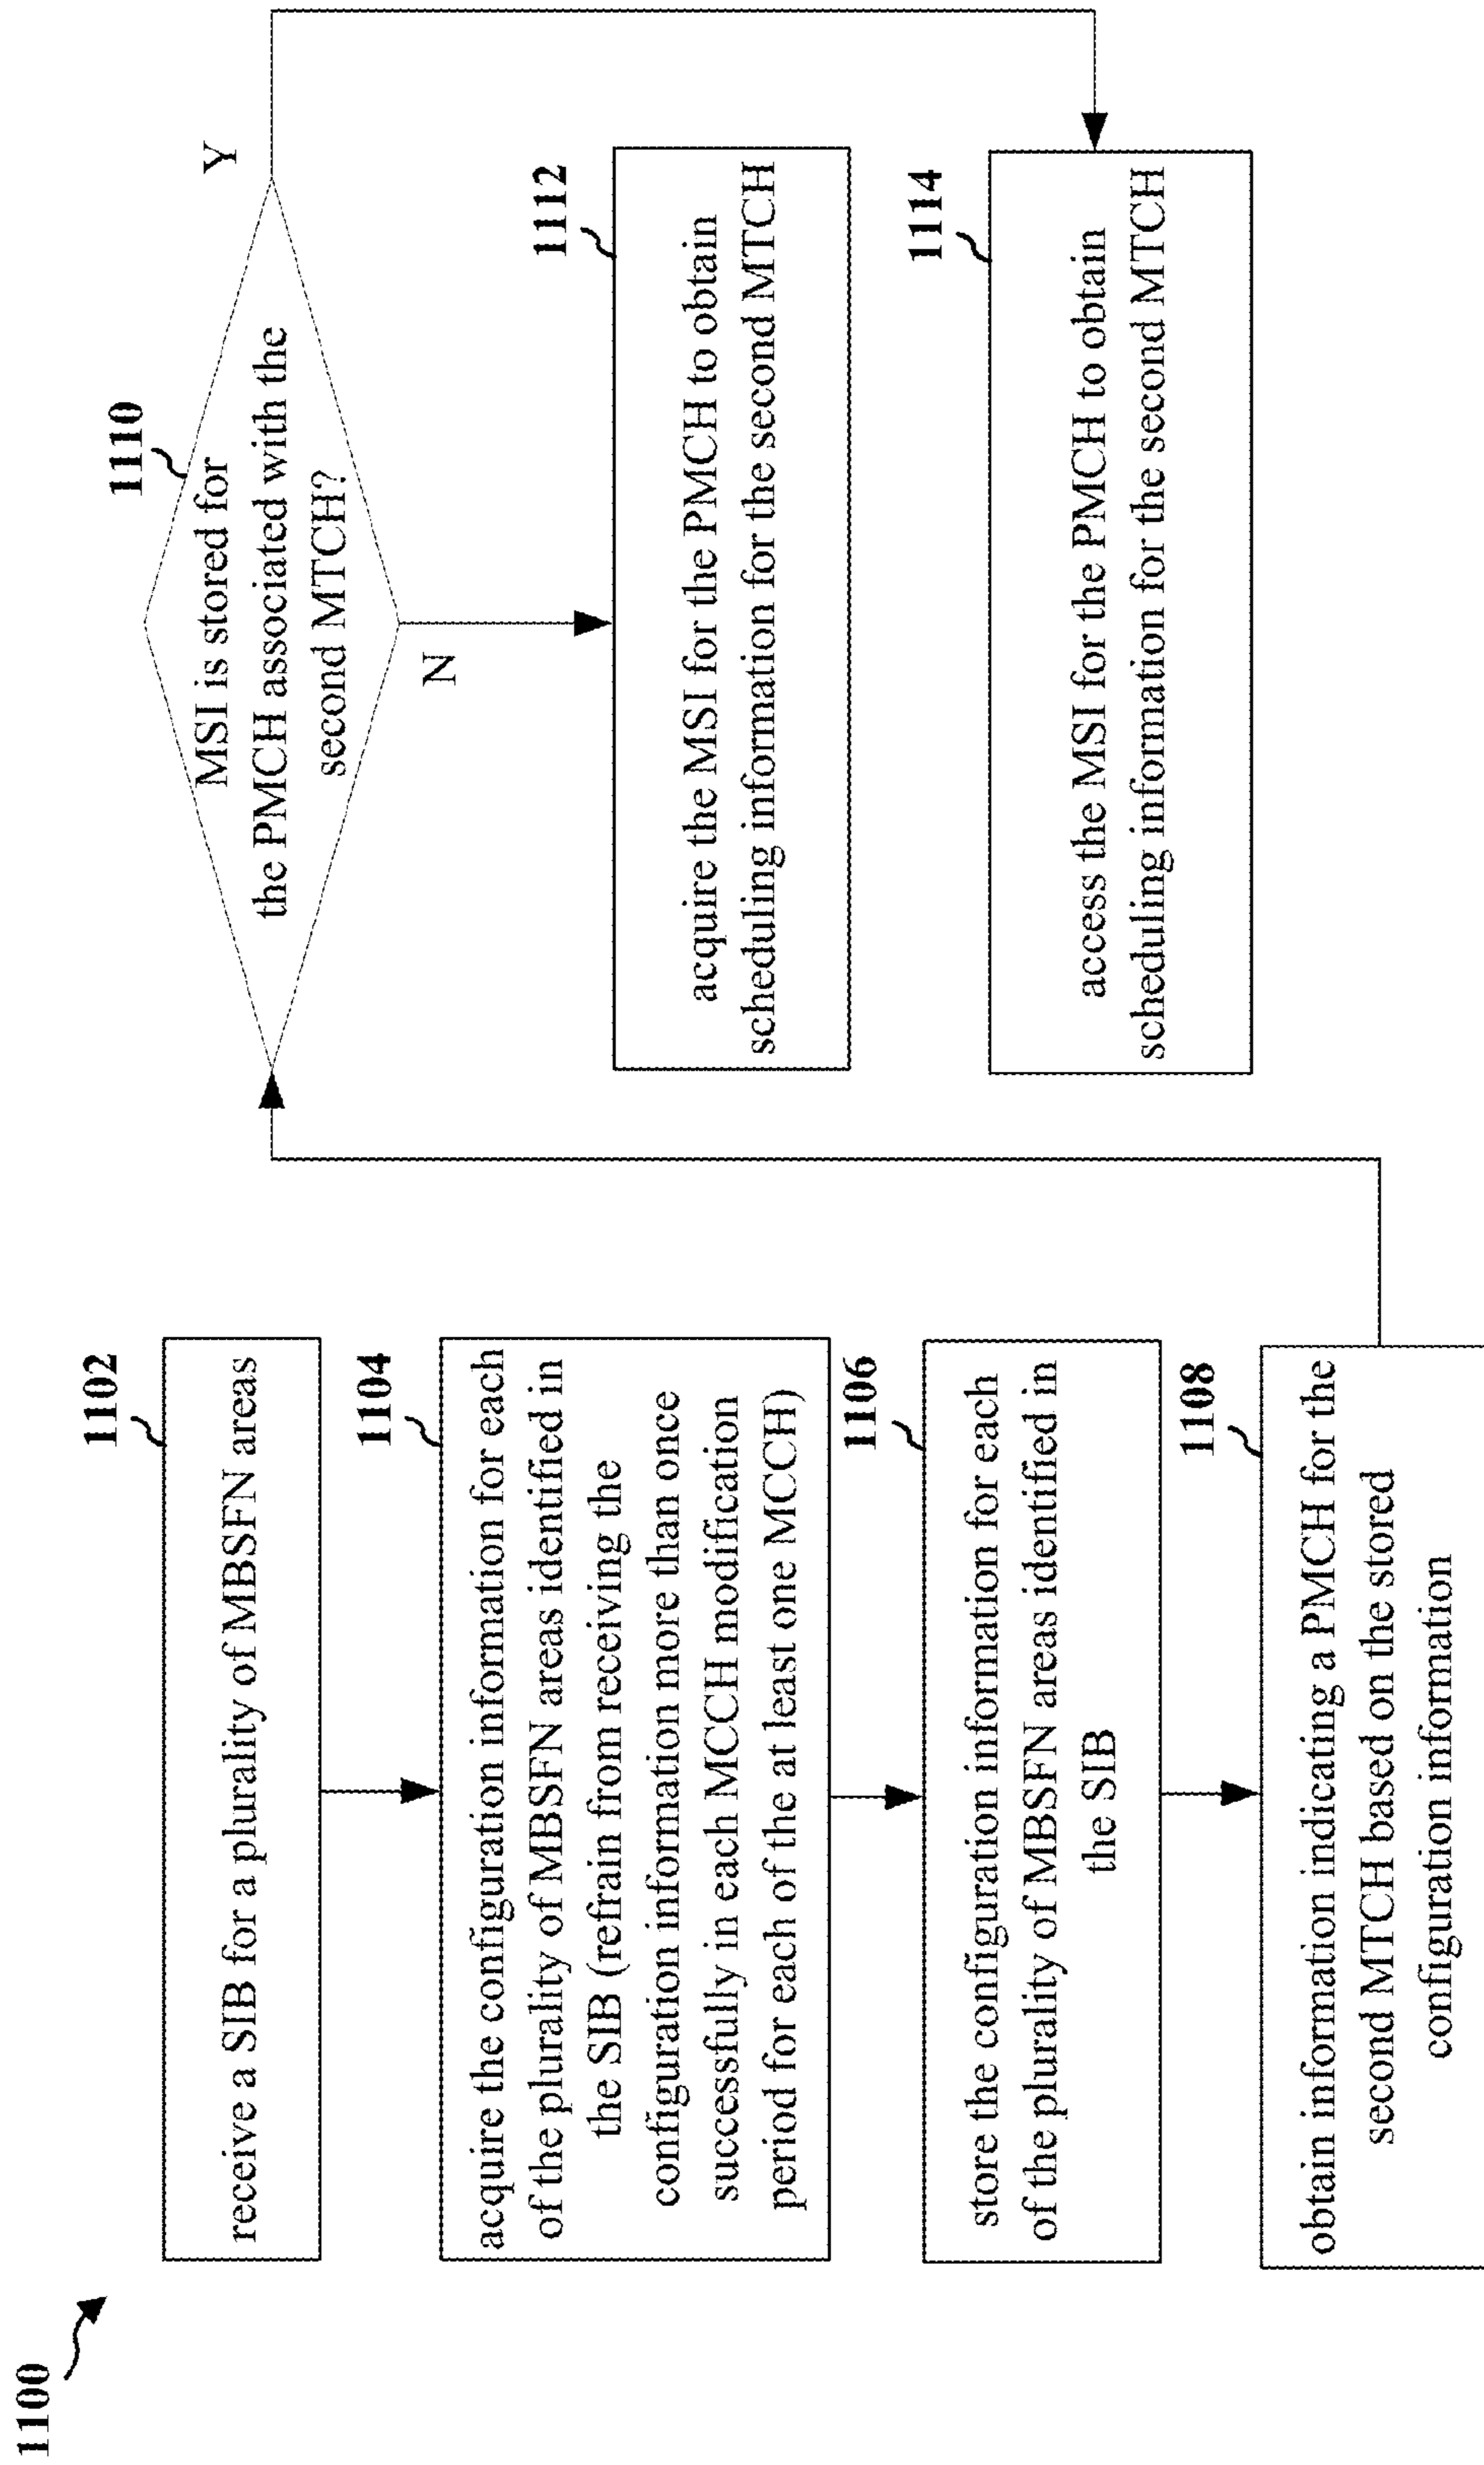 1100
1102
receive a SIB for a plurality of MBSFN areas
1104
acquire the configuration information for each
of the plurality of MBSFN areas identified in
the SIB (refrain from receiving the
configuration information more than once
successfully in each MCCH modification
period for each of the at least one MCCH)
1106
store the configuration information for each
of the plurality of MBSFN areas identified in
the SIB
1108
obtain information indicating a PMCH for the
second MTCH based on the stored
configuration information
1110
MSI is stored for
the PMCH associated with the
second MTCH?
Y
N
1112
acquire the MSI for the PMCH to obtain
scheduling information for the second MTCH
1114
access the MSI for the PMCH to obtain
scheduling information for the second MTCH